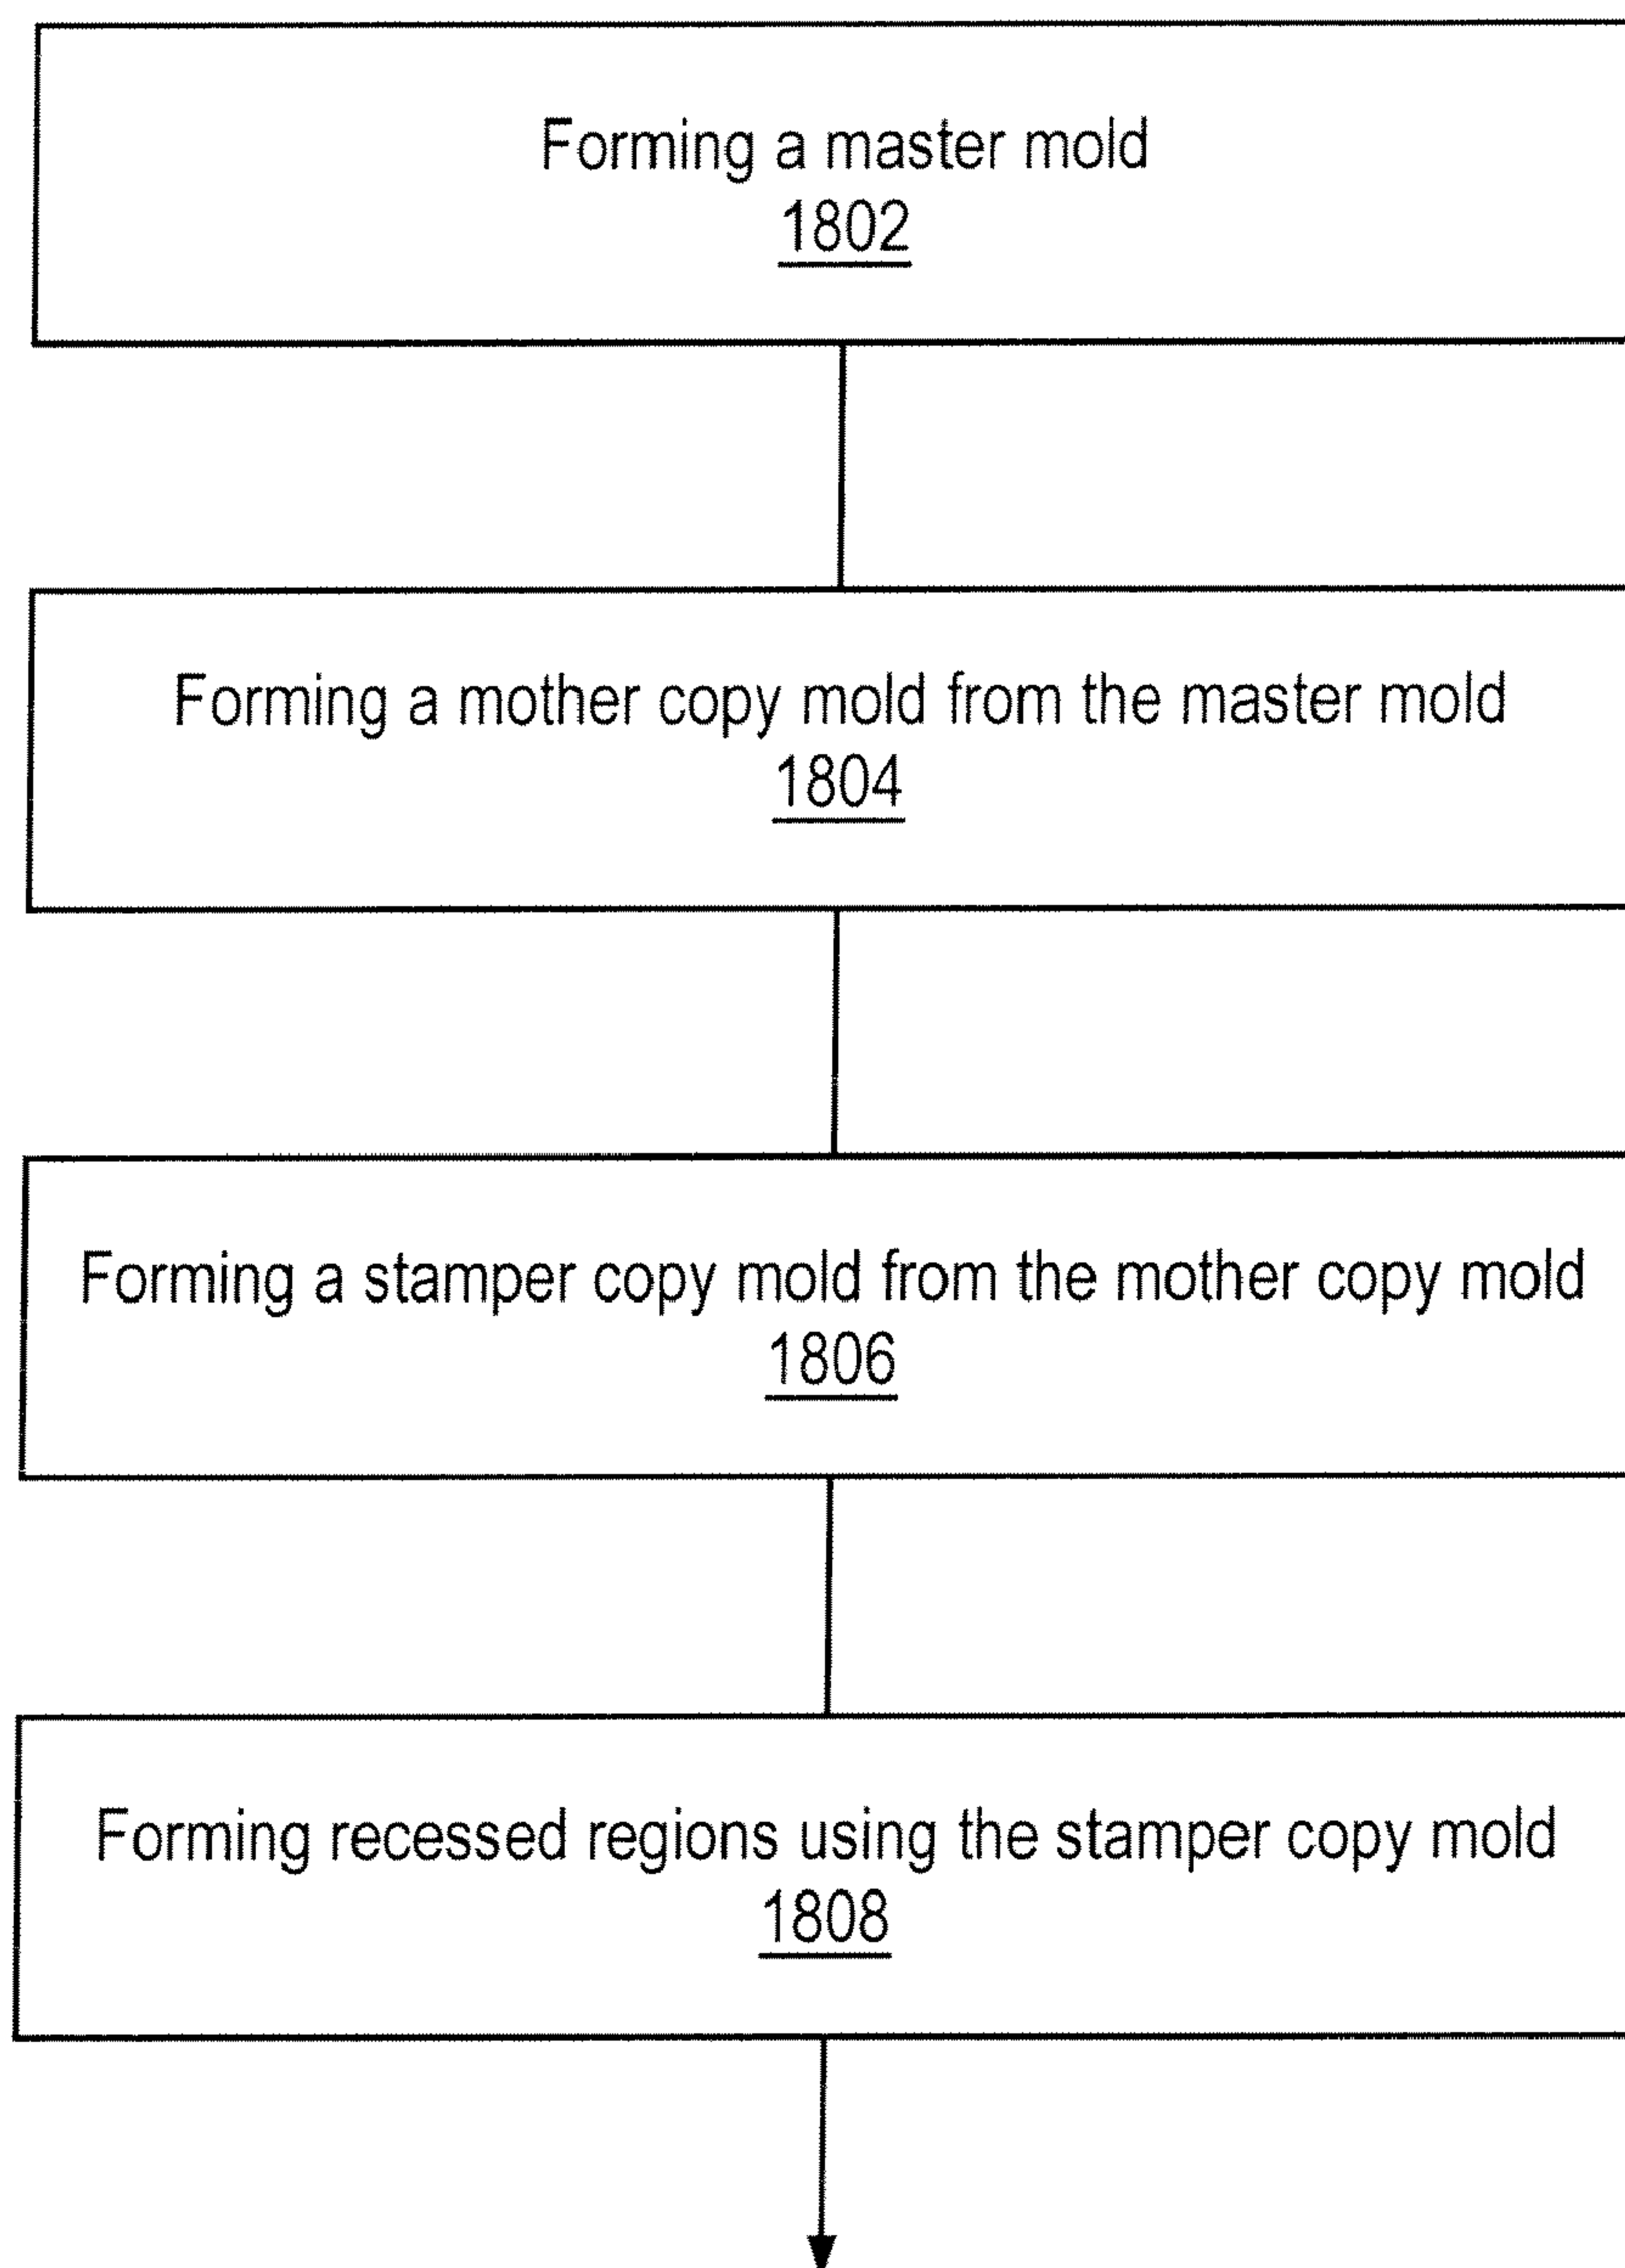 Forming a master mold
1802
Forming a mother copy mold from the master mold
1804
Forming a stamper copy mold from the mother copy mold
1806
Forming recessed regions using the stamper copy mold
1808